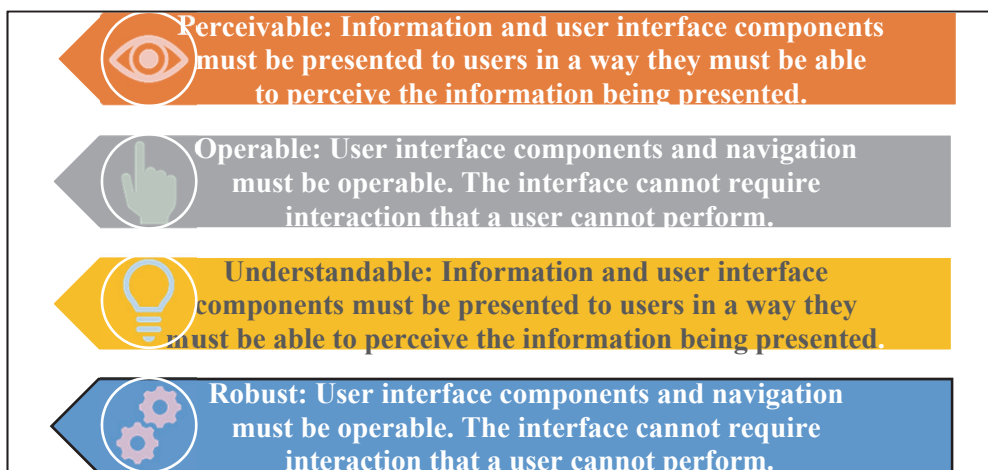 Perceivable: Information and user interface components
must be presented to users in a way they must be able
to perceive the information being presented.
Operable: User interface components and navigation
must be operable. The interface cannot require
interaction that a user cannot perform.
Understandable: Information and user interface
components must be presented to users in a way they
must be able to perceive the information being presented.
Robust: User interface components and navigation
must be operable. The interface cannot require
interaction that a user cannot perform.